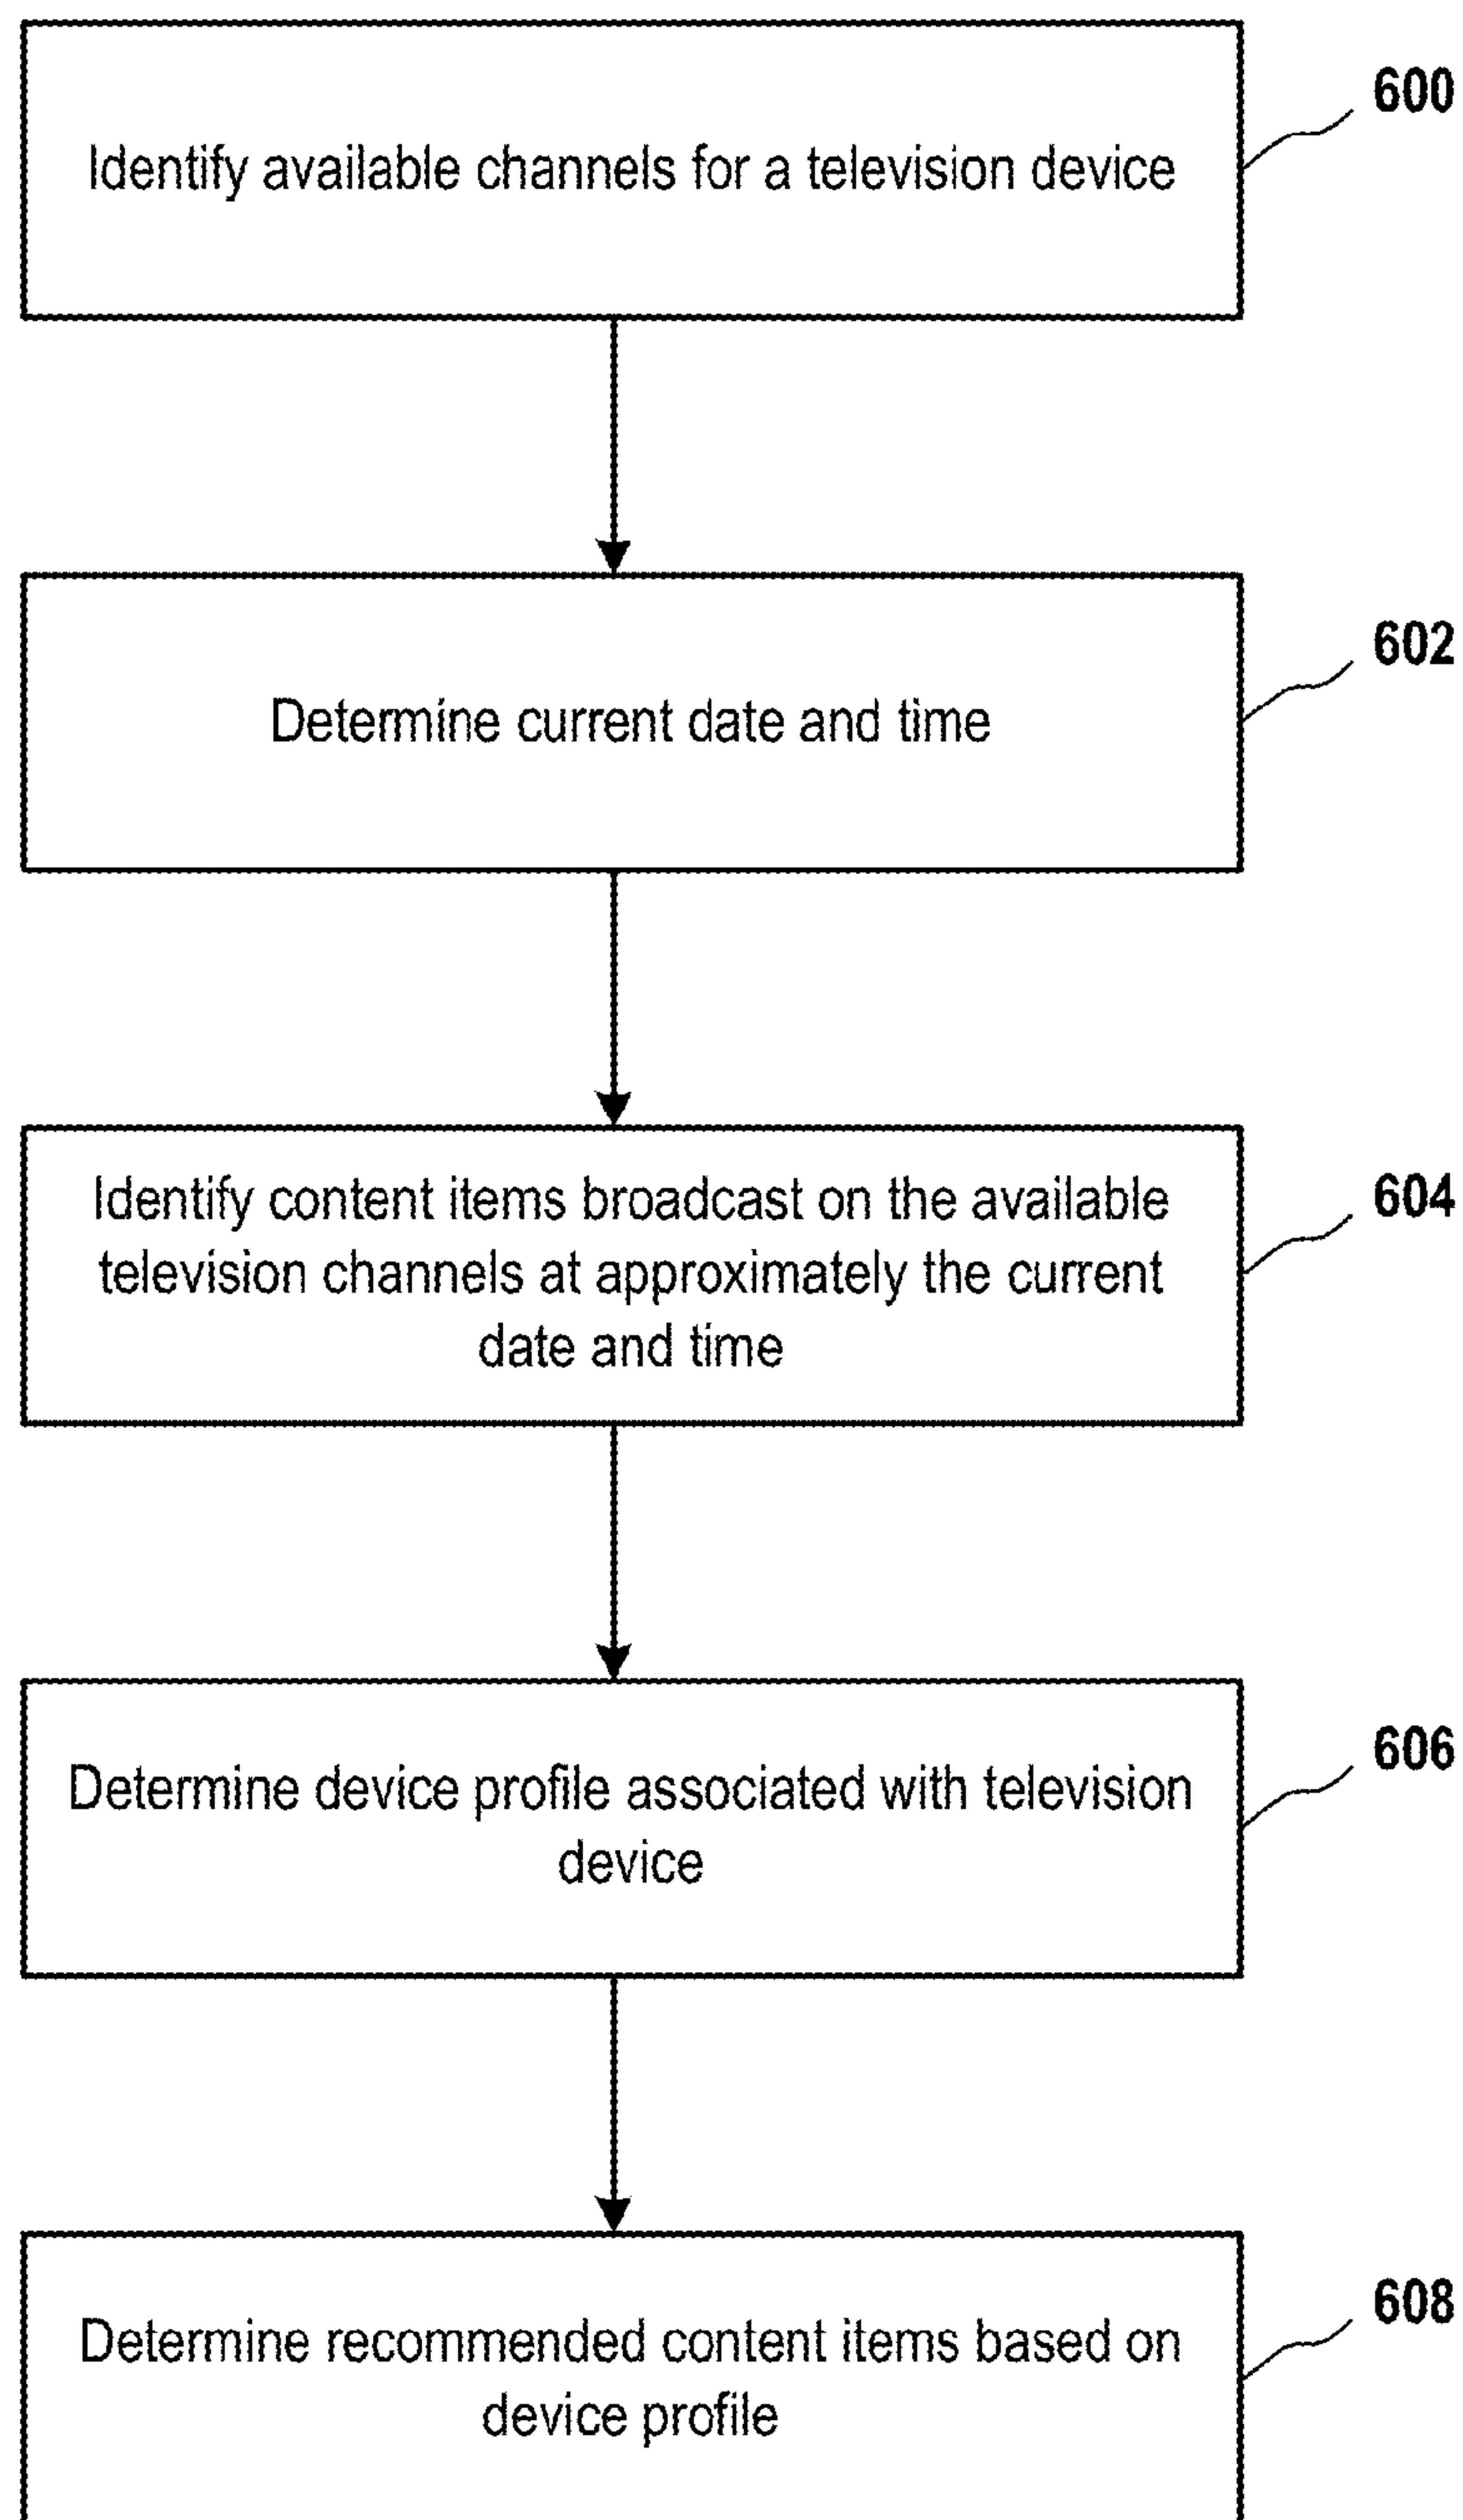 600
Identify available channels for a television device
602
Determine current date and time
604
Identify content items broadcast on the available
television channels at approximately the current
date and time
606
Determine device profile associated with television
device
608
Determine recommended content items based on
device profile